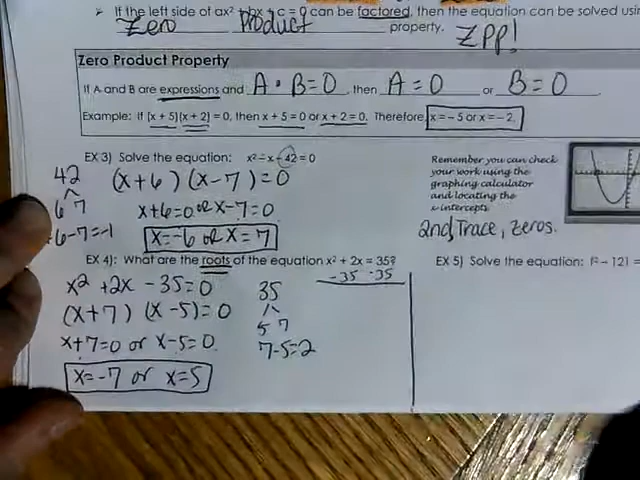 ➢ If the left side of ax² + bx + c = 0 can be factored, then the equation can be solved usi
Zero Product property. ZPP!
Zero Product Property
If A and B are expressions and A · B = 0, then A = 0 or B = 0
Example: If (x + 5)(x + 2) = 0, then x + 5 = 0 or x + 2 = 0. Therefore, x = – 5 or x = – 2.
EX 3) Solve the equation: x² – x – 42 = 0
42
6 7
+6-7=-1
(x+6)(x-7)=0
x+6=0 or x-7=0
x=-6 or x=7
Remember you can check
your work using the
graphing calculator
and locating the
x-intercepts
2nd, Trace, zeros.
EX 4): What are the roots of the equation x² + 2x = 35?
-35 -35
x² +2x -35=0
(x+7) (x-5)=0
x+7=0 or x-5=0
x=-7 or x=5
35
5 7
7-5=2
EX 5) Solve the equation: – 121 =